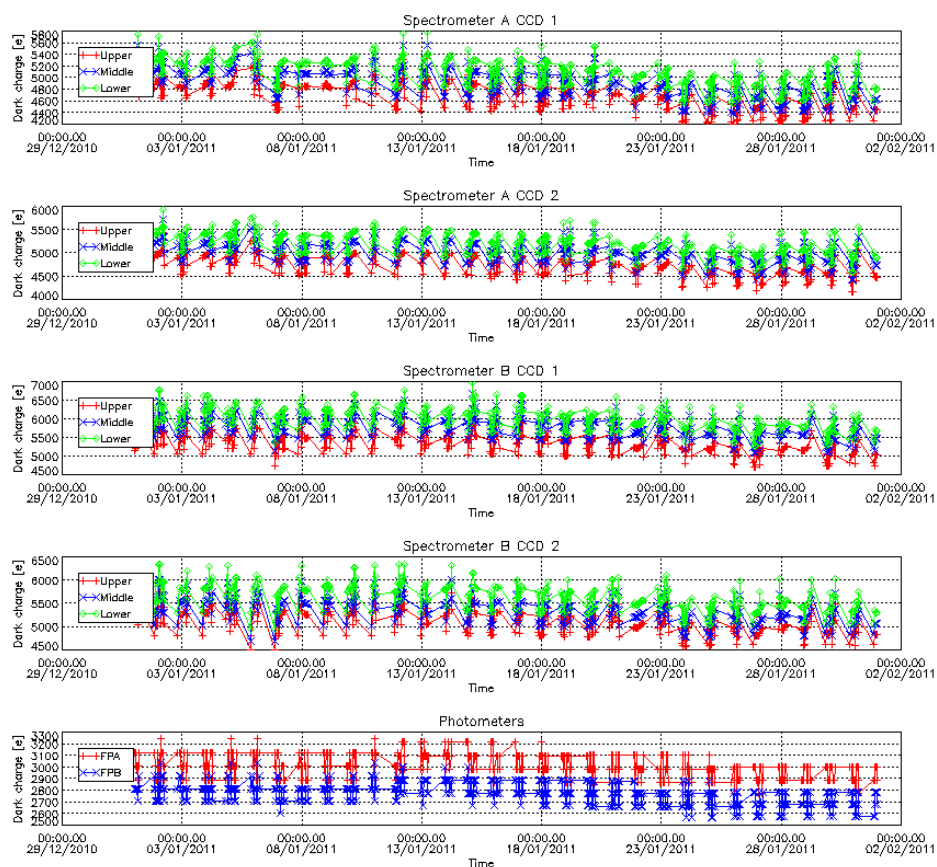 Spectrometer A CCD 1
Dark charge [e]
5800
5600
5400
5200
5000
4800
4600
4400
4200
Upper
Middle
Lower
00:00.00 00:00.00 00:00.00 00:00.00 00:00.00 00:00.00 00:00.00 00:00.00
29/12/2010 03/01/2011 08/01/2011 13/01/2011 18/01/2011 23/01/2011 28/01/2011 02/02/2011
Time
Spectrometer A CCD 2
Dark charge [e]
6000
5500
5000
4500
4000
Upper
Middle
Lower
00:00.00 00:00.00 00:00.00 00:00.00 00:00.00 00:00.00 00:00.00 00:00.00
29/12/2010 03/01/2011 08/01/2011 13/01/2011 18/01/2011 23/01/2011 28/01/2011 02/02/2011
Time
Spectrometer B CCD 1
Dark charge [e]
7000
6500
6000
5500
5000
4500
Upper
Middle
Lower
00:00.00 00:00.00 00:00.00 00:00.00 00:00.00 00:00.00 00:00.00 00:00.00
29/12/2010 03/01/2011 08/01/2011 13/01/2011 18/01/2011 23/01/2011 28/01/2011 02/02/2011
Time
Spectrometer B CCD 2
Dark charge [e]
6500
6000
5500
5000
4500
Upper
Middle
Lower
00:00.00 00:00.00 00:00.00 00:00.00 00:00.00 00:00.00 00:00.00 00:00.00
29/12/2010 03/01/2011 08/01/2011 13/01/2011 18/01/2011 23/01/2011 28/01/2011 02/02/2011
Time
Photometers
Dark charge [e]
3300
3200
3100
3000
2900
2800
2700
2600
2500
FPA
FPB
00:00.00 00:00.00 00:00.00 00:00.00 00:00.00 00:00.00 00:00.00 00:00.00
29/12/2010 03/01/2011 08/01/2011 13/01/2011 18/01/2011 23/01/2011 28/01/2011 02/02/2011
Time